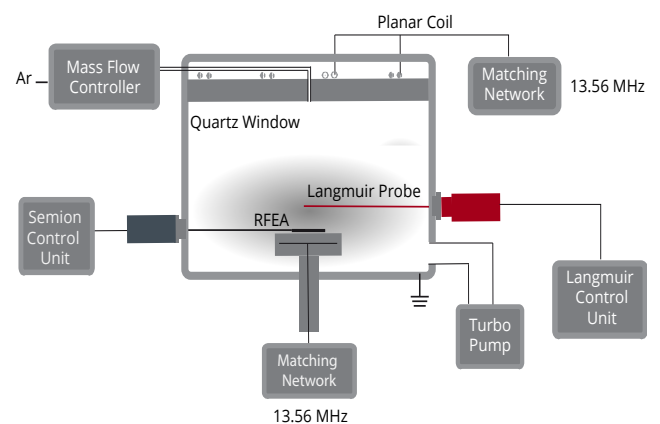 Planar Coil
Ar
Mass Flow
Controller
Matching
Network
13.56 MHz
Quartz Window
Langmuir Probe
RFEA
Semion
Control
Unit
Langmuir
Control
Unit
Turbo
Pump
Matching
Network
13.56 MHz